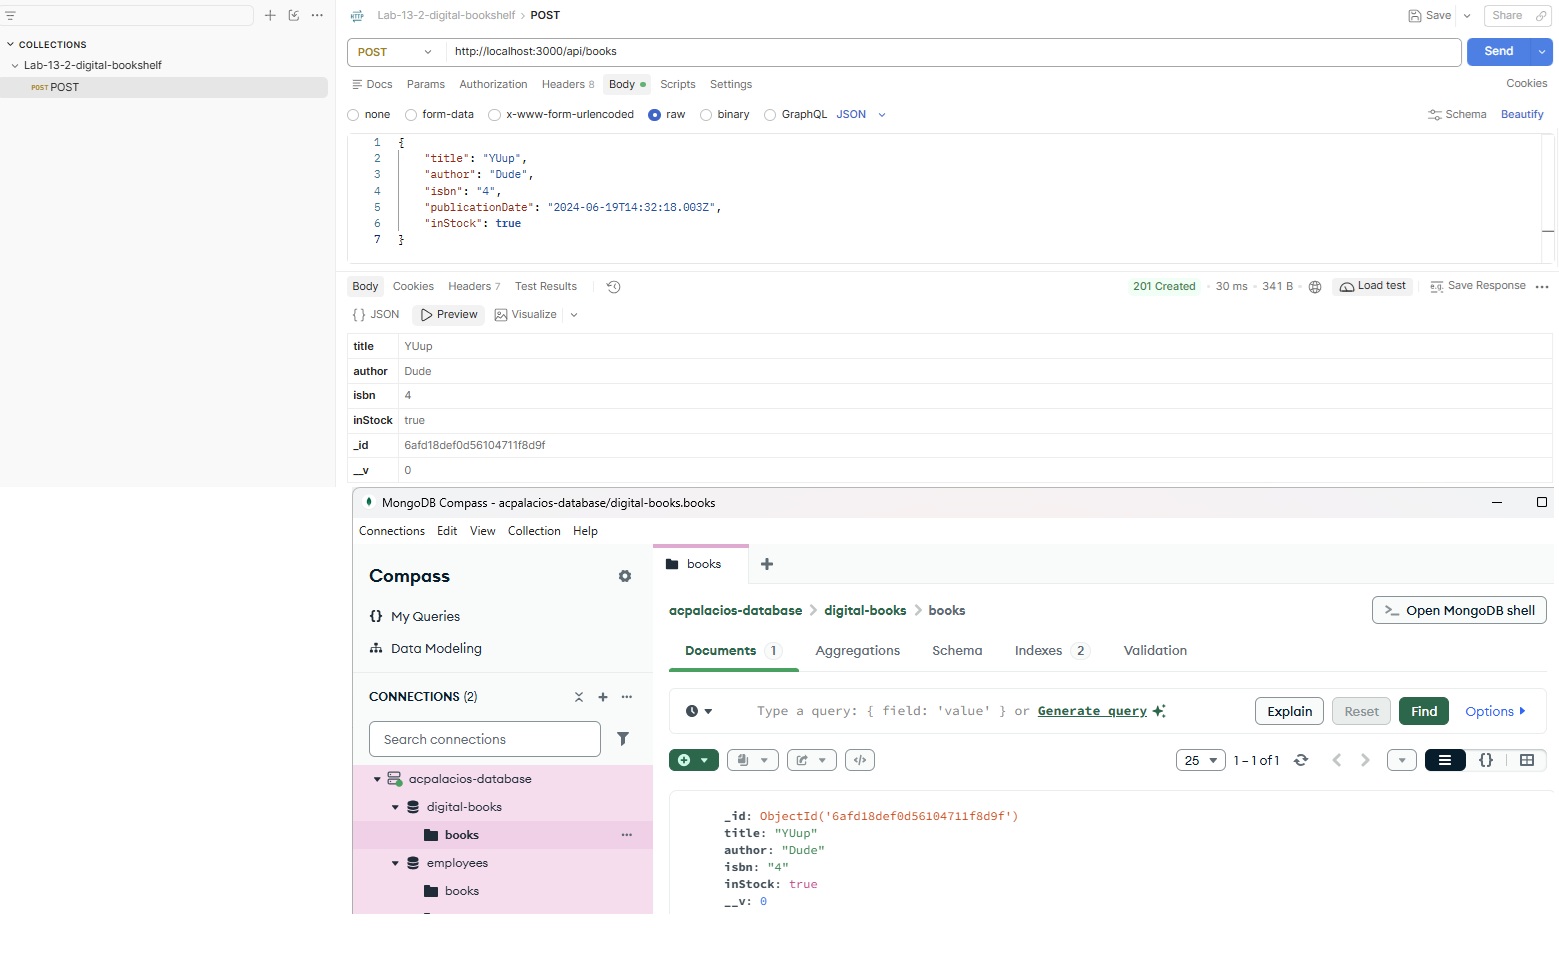 Lab-13-2-digital-bookshelf > POST
Save
Share
COLLECTIONS
Lab-13-2-digital-bookshelf
POST POST
POST
http://localhost:3000/api/books
Send
Docs Params Authorization Headers 8 Body Scripts Settings
Cookies
none form-data x-www-form-urlencoded raw binary GraphQL JSON
Schema Beautify
1 {
2 "title": "YUup",
3 "author": "Dude",
4 "isbn": "4",
5 "publicationDate": "2024-06-19T14:32:18.003Z",
6 "inStock": true
7 }
Body Cookies Headers 7 Test Results
201 Created 30 ms 341 B Load test e.g. Save Response
{ } JSON Preview Visualize
title YUup
author Dude
isbn 4
inStock true
_id 6afd18def0d56104711f8d9f
__v 0
MongoDB Compass - acpalacios-database/digital-books.books
Connections Edit View Collection Help
Compass
My Queries
Data Modeling
CONNECTIONS (2)
Search connections
acpalacios-database
digital-books
books
employees
books
books
acpalacios-database > digital-books > books
>_ Open MongoDB shell
Documents 1 Aggregations Schema Indexes 2 Validation
Type a query: { field: 'value' } or Generate query
Explain Reset Find Options
25 1 – 1 of 1
_id: ObjectId('6afd18def0d56104711f8d9f')
title: "YUup"
author: "Dude"
isbn: "4"
inStock: true
__v: 0